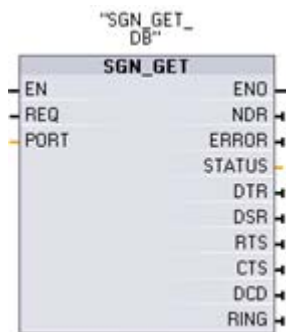 "SGN_GET_
DB"
SGN_GET
EN ENO
REQ NDR
PORT ERROR
STATUS
DTR
DSR
RTS
CTS
DCD
RING